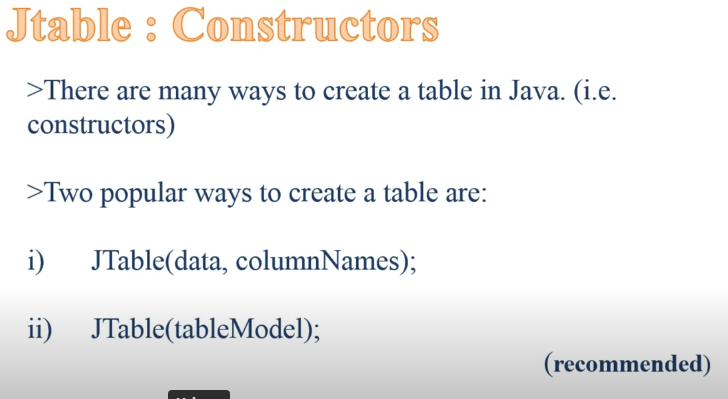 Jtable : Constructors
>There are many ways to create a table in Java. (i.e.
constructors)
>Two popular ways to create a table are:
i) JTable(data, columnNames);
ii) JTable(tableModel);
(recommended)